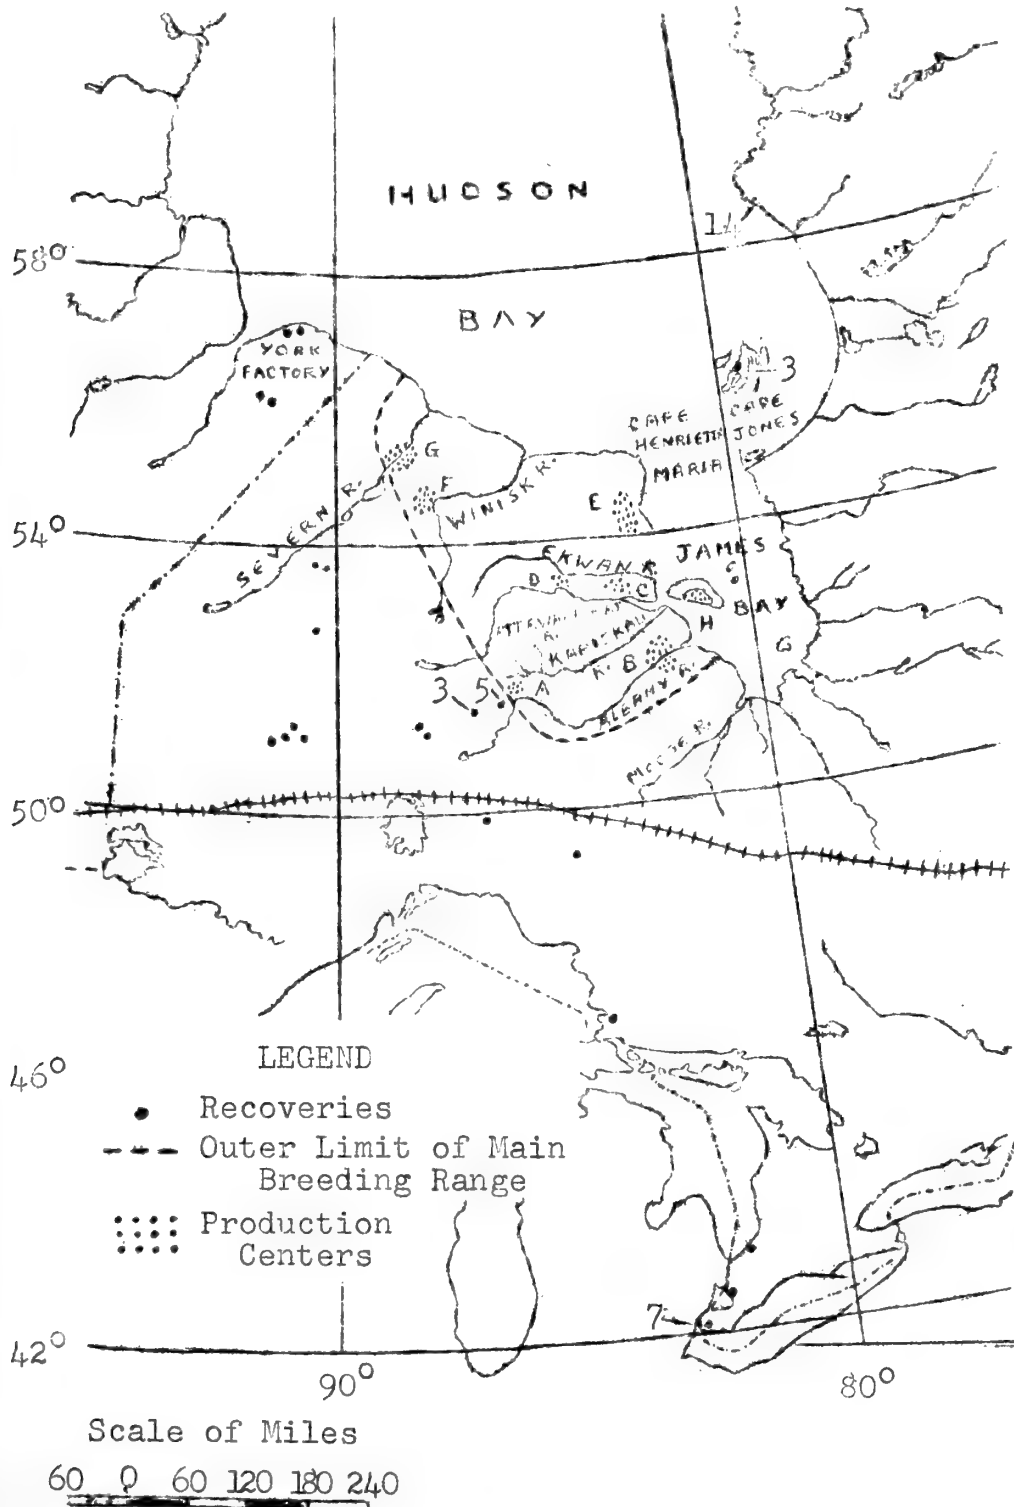 HUDSON
14
58°
BAY
YORK
FACTORY
3
CAPE
HENRIETTA
MARIA
CAPE
JONES
G
F
SEVERN R.
WINISK R.
E
54°
JAMES
BAY
EKWAN R.
D
C
H
KAPISKAU
R.
B
G
3
5
A
ALBANY R.
MOOSE R.
50°
46°
LEGEND
Recoveries
Outer Limit of Main
Breeding Range
Production
Centers
7
42°
90°
80°
Scale of Miles
60 0 60 120 180 240